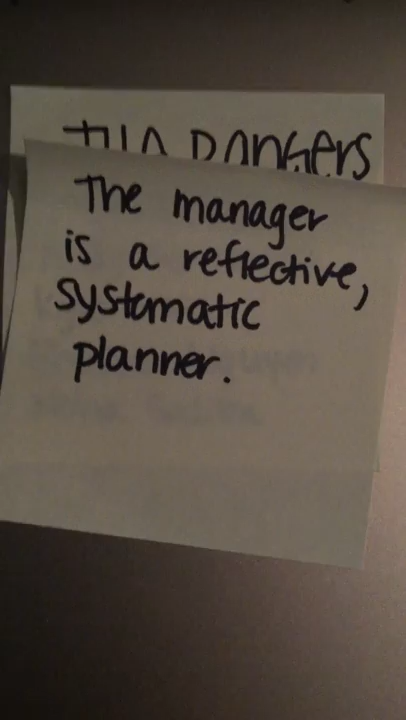 The manager
is a reflective,
systematic
planner.